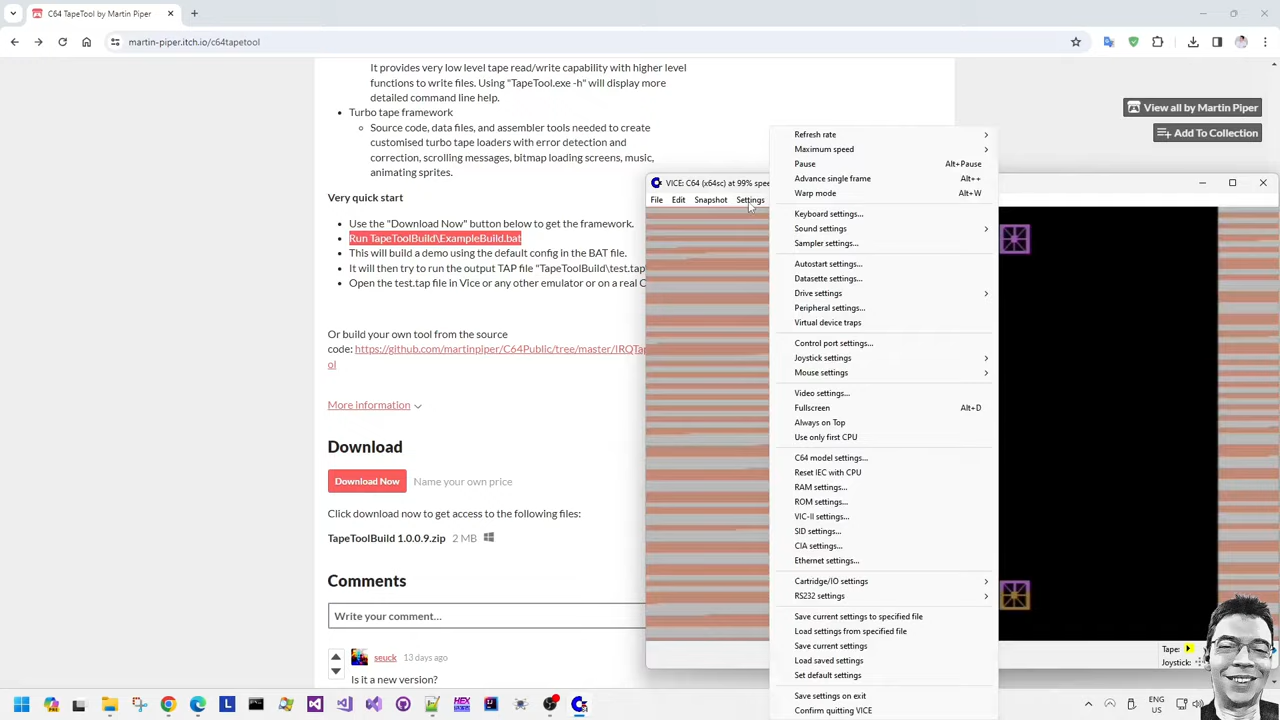 C64 TapeTool by Martin Piper
martin-piper.itch.io/c64tapetool
It provides very low level tape read/write capability with higher level
functions to write files. Using "TapeTool.exe -h" will display more
detailed command line help.
Turbo tape framework
Source code, data files, and assembler tools needed to create
customised turbo tape loaders with error detection and
correction, scrolling messages, bitmap loading screens, music,
animating sprites.
Very quick start
Use the "Download Now" button below to get the framework.
Run TapeToolBuild\ExampleBuild.bat
This will build a demo using the default config in the BAT file.
It will then try to run the output TAP file "TapeToolBuild\test.tap
Open the test.tap file in Vice or any other emulator or on a real C
Or build your own tool from the source
code: https://github.com/martinpiper/C64Public/tree/master/IRQTap
ol
More information
Download
Download Now Name your own price
Click download now to get access to the following files:
TapeToolBuild 1.0.0.9.zip 2 MB
Comments
Write your comment...
seuck 13 days ago
Is it a new version?
View all by Martin Piper
Add To Collection
VICE: C64 (x64sc) at 99% spee
File Edit Snapshot Settings
Refresh rate
Maximum speed
Pause Alt+Pause
Advance single frame Alt++
Warp mode Alt+W
Keyboard settings...
Sound settings
Sampler settings...
Autostart settings...
Datasette settings...
Drive settings
Peripheral settings...
Virtual device traps
Control port settings...
Joystick settings
Mouse settings
Video settings...
Fullscreen Alt+D
Always on Top
Use only first CPU
C64 model settings...
Reset IEC with CPU
RAM settings...
ROM settings...
VIC-II settings...
SID settings...
CIA settings...
Ethernet settings...
Cartridge/IO settings
RS232 settings
Save current settings to specified file
Load settings from specified file
Save current settings
Load saved settings
Set default settings
Save settings on exit
Confirm quitting VICE
Tape:
Joystick:
HEX
ENG
US